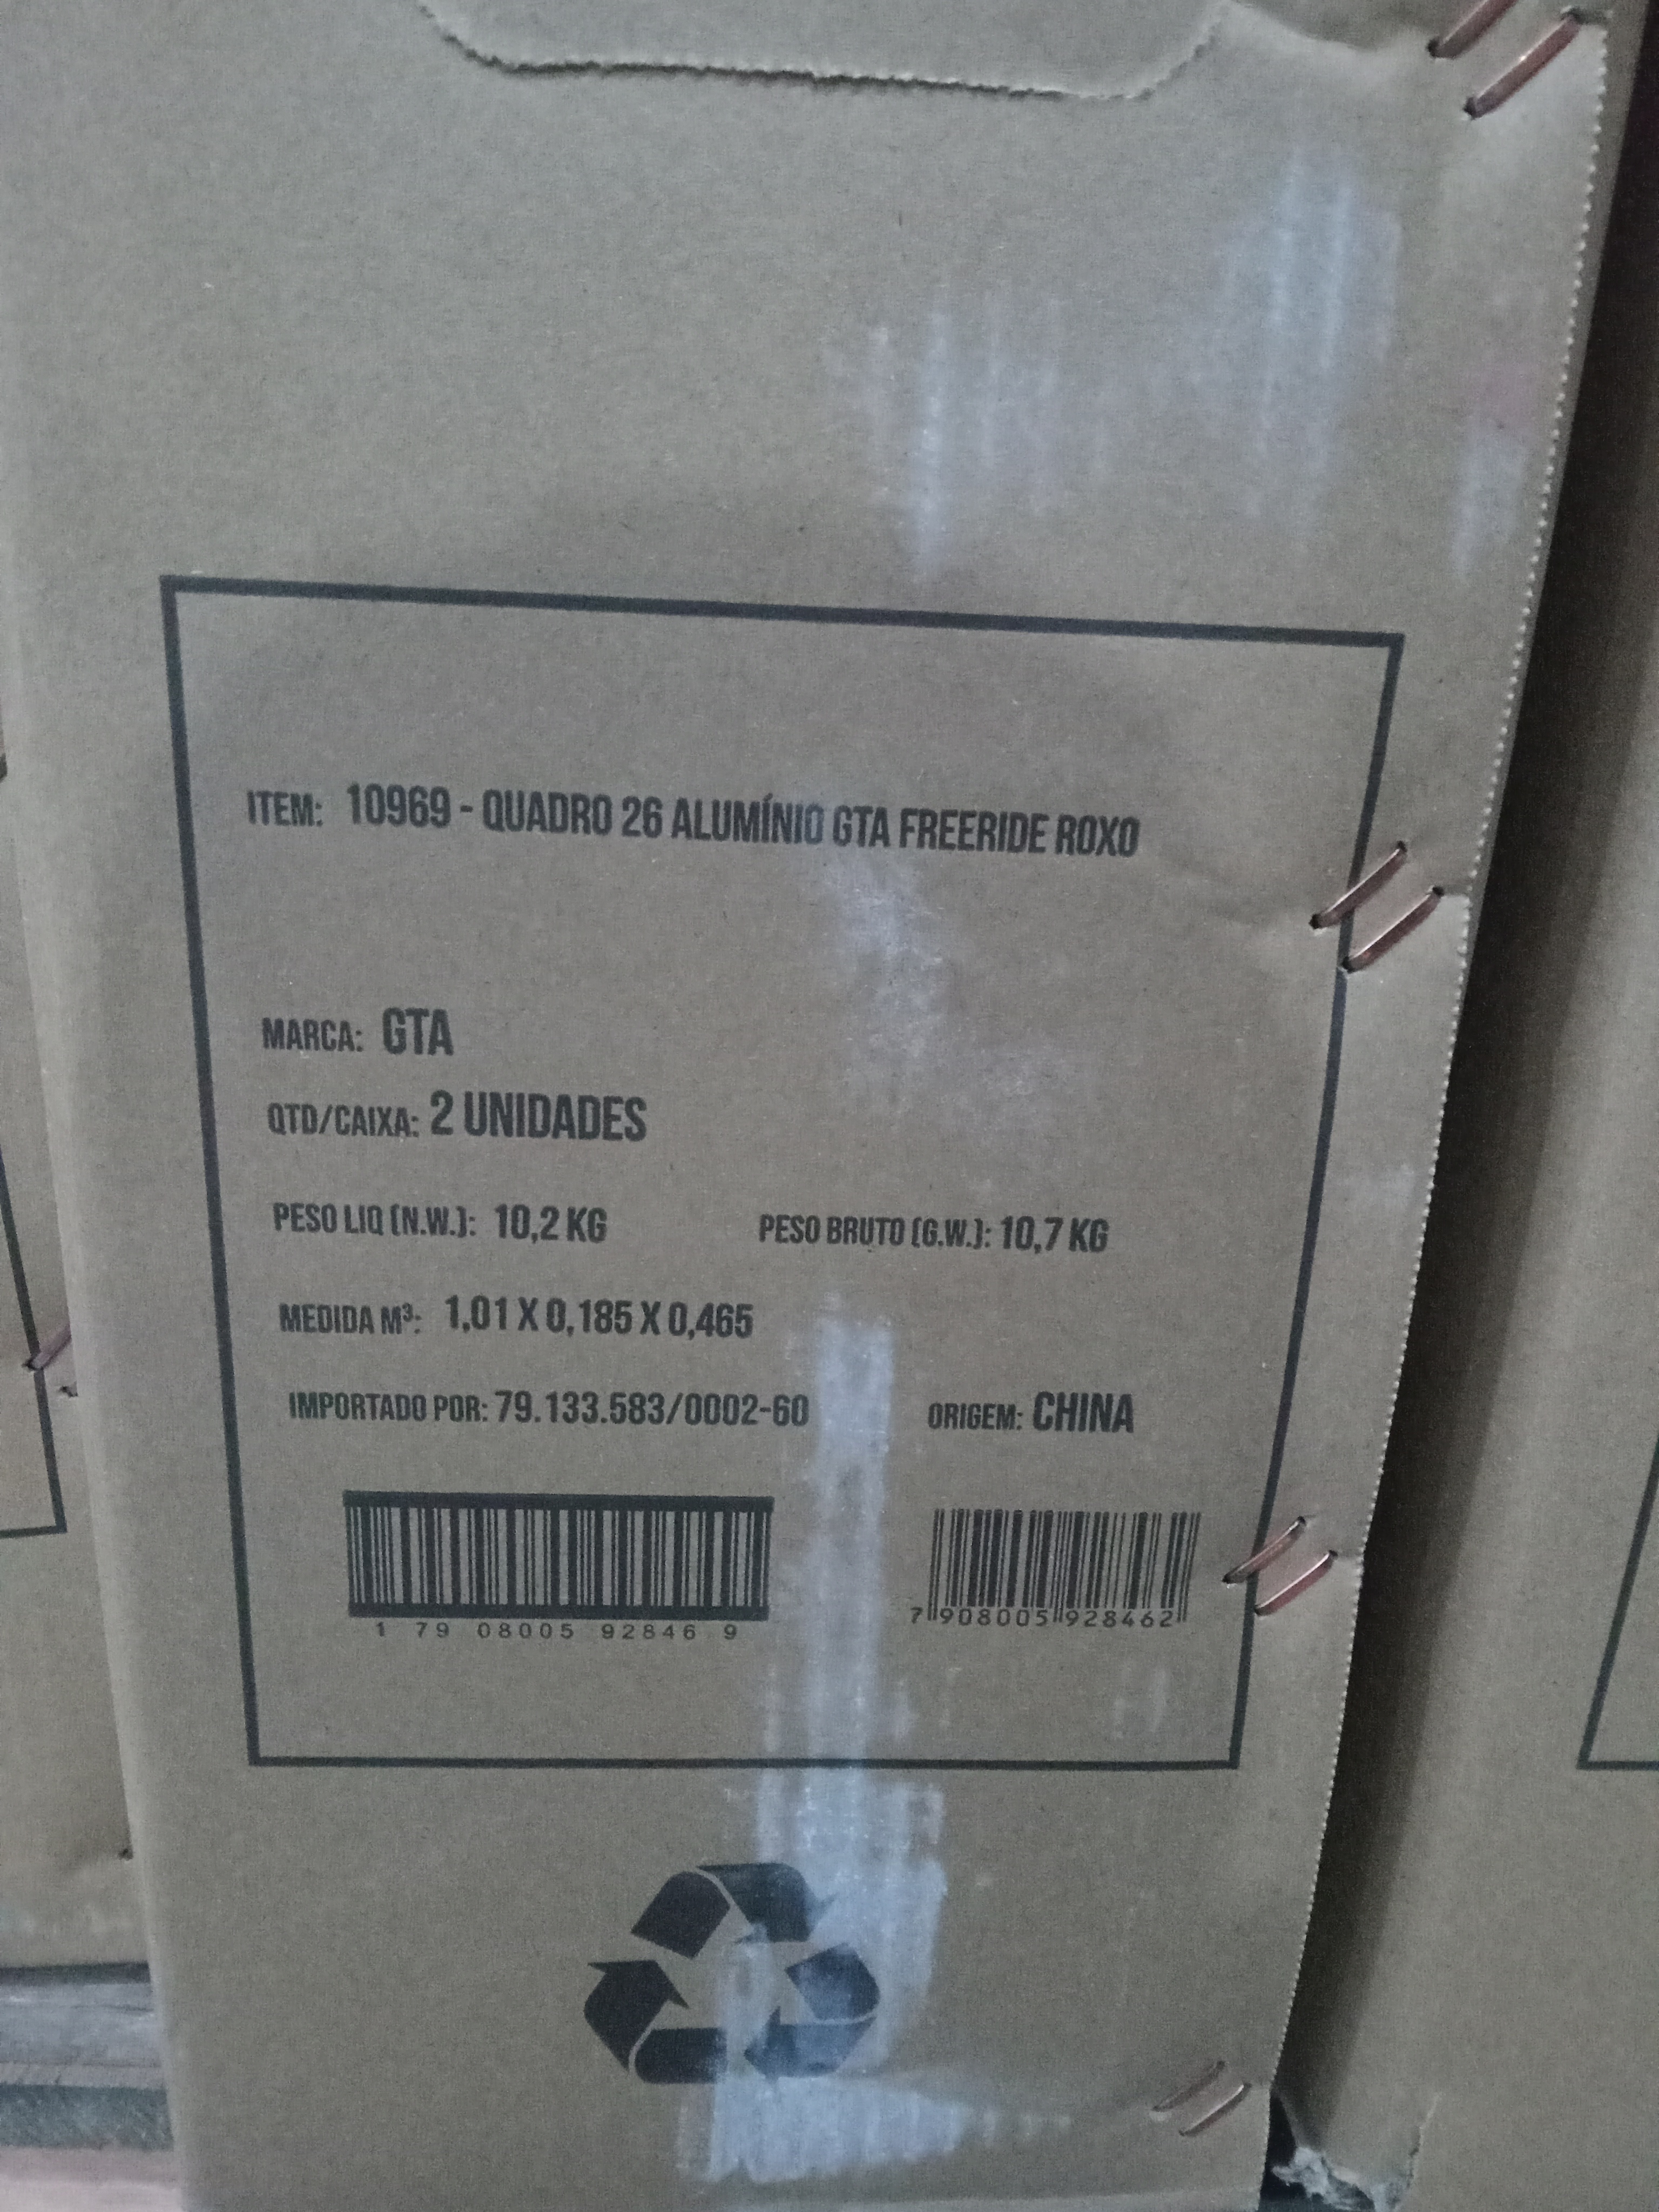 ITEM: 10969 - QUADRO 26 ALUMÍNIO GTA FREERIDE ROXO
MARCA: GTA
QTD/CAIXA: 2 UNIDADES
PESO LIQ (N.W.): 10,2 KG PESO BRUTO (G.W.): 10,7 KG
MEDIDA M³: 1,01 X 0,185 X 0,465
IMPORTADO POR: 79.133.583/0002-60 ORIGEM: CHINA
1 79 08005 92846 9 7 908005 928462